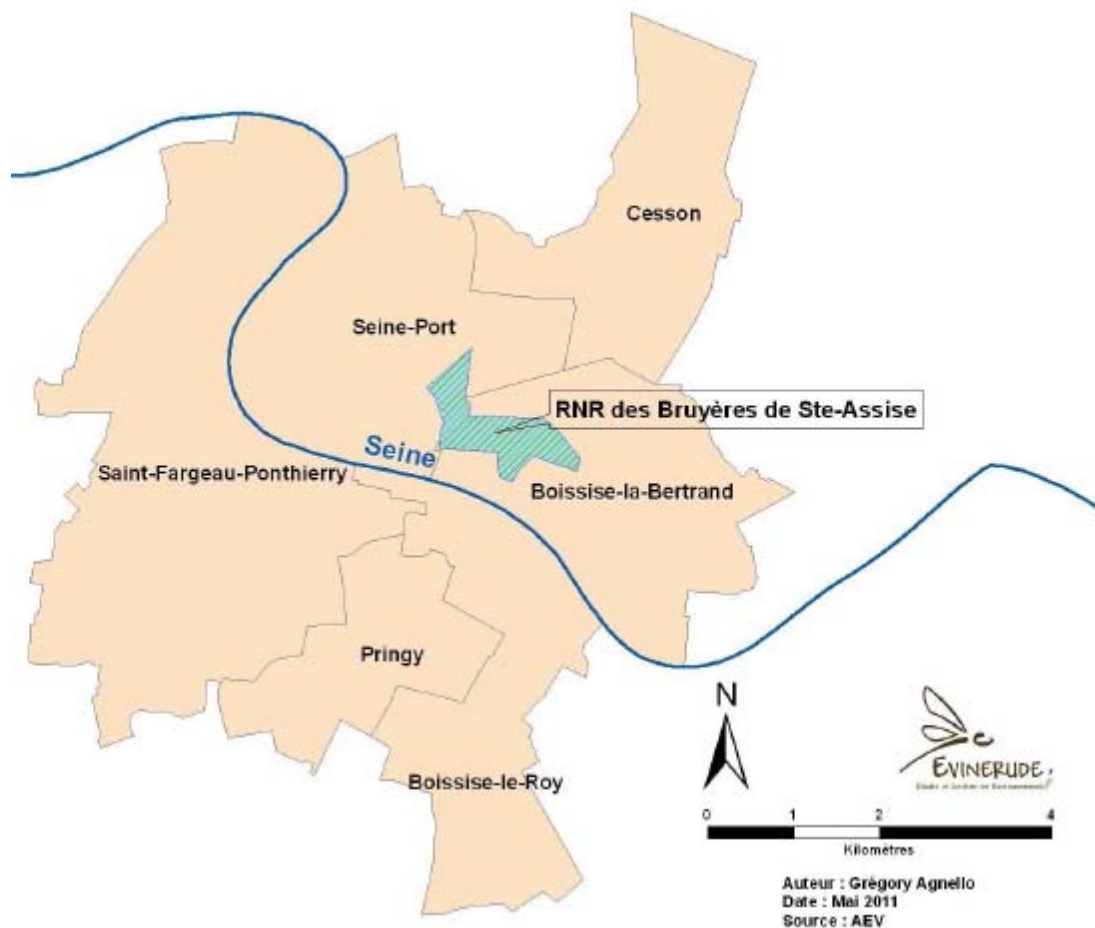 Cesson
Seine-Port
RNR des Bruyères de Ste-Assise
Seine
Saint-Fargeau-Ponthierry
Boissise-la-Bertrand
Pringy
Boissise-le-Roy
N
EVINERUDE
0 1 2 4
Kilomètres
Auteur : Grégory Agnello
Date : Mai 2011
Source : AEV